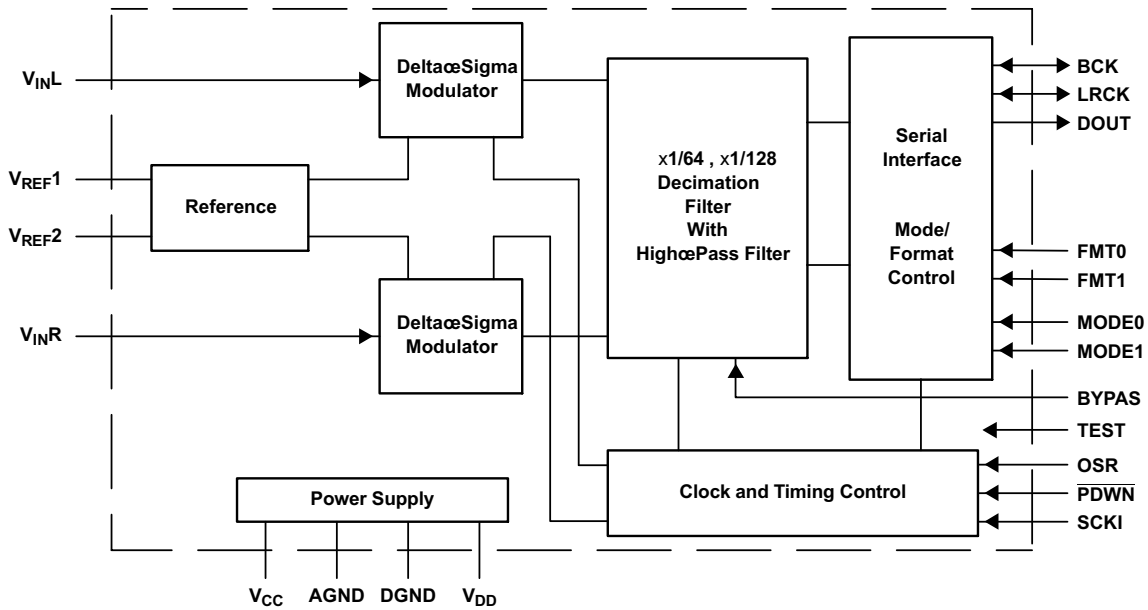 VINL
VREF1
VREF2
VINR
DeltaœSigma
Modulator
Reference
DeltaœSigma
Modulator
x1/64 , x1/128
Decimation
Filter
With
HighœPass Filter
Serial
Interface
Mode/
Format
Control
BCK
LRCK
DOUT
FMT0
FMT1
MODE0
MODE1
BYPAS
TEST
OSR
PDWN
SCKI
Power Supply
Clock and Timing Control
VCC
AGND
DGND
VDD